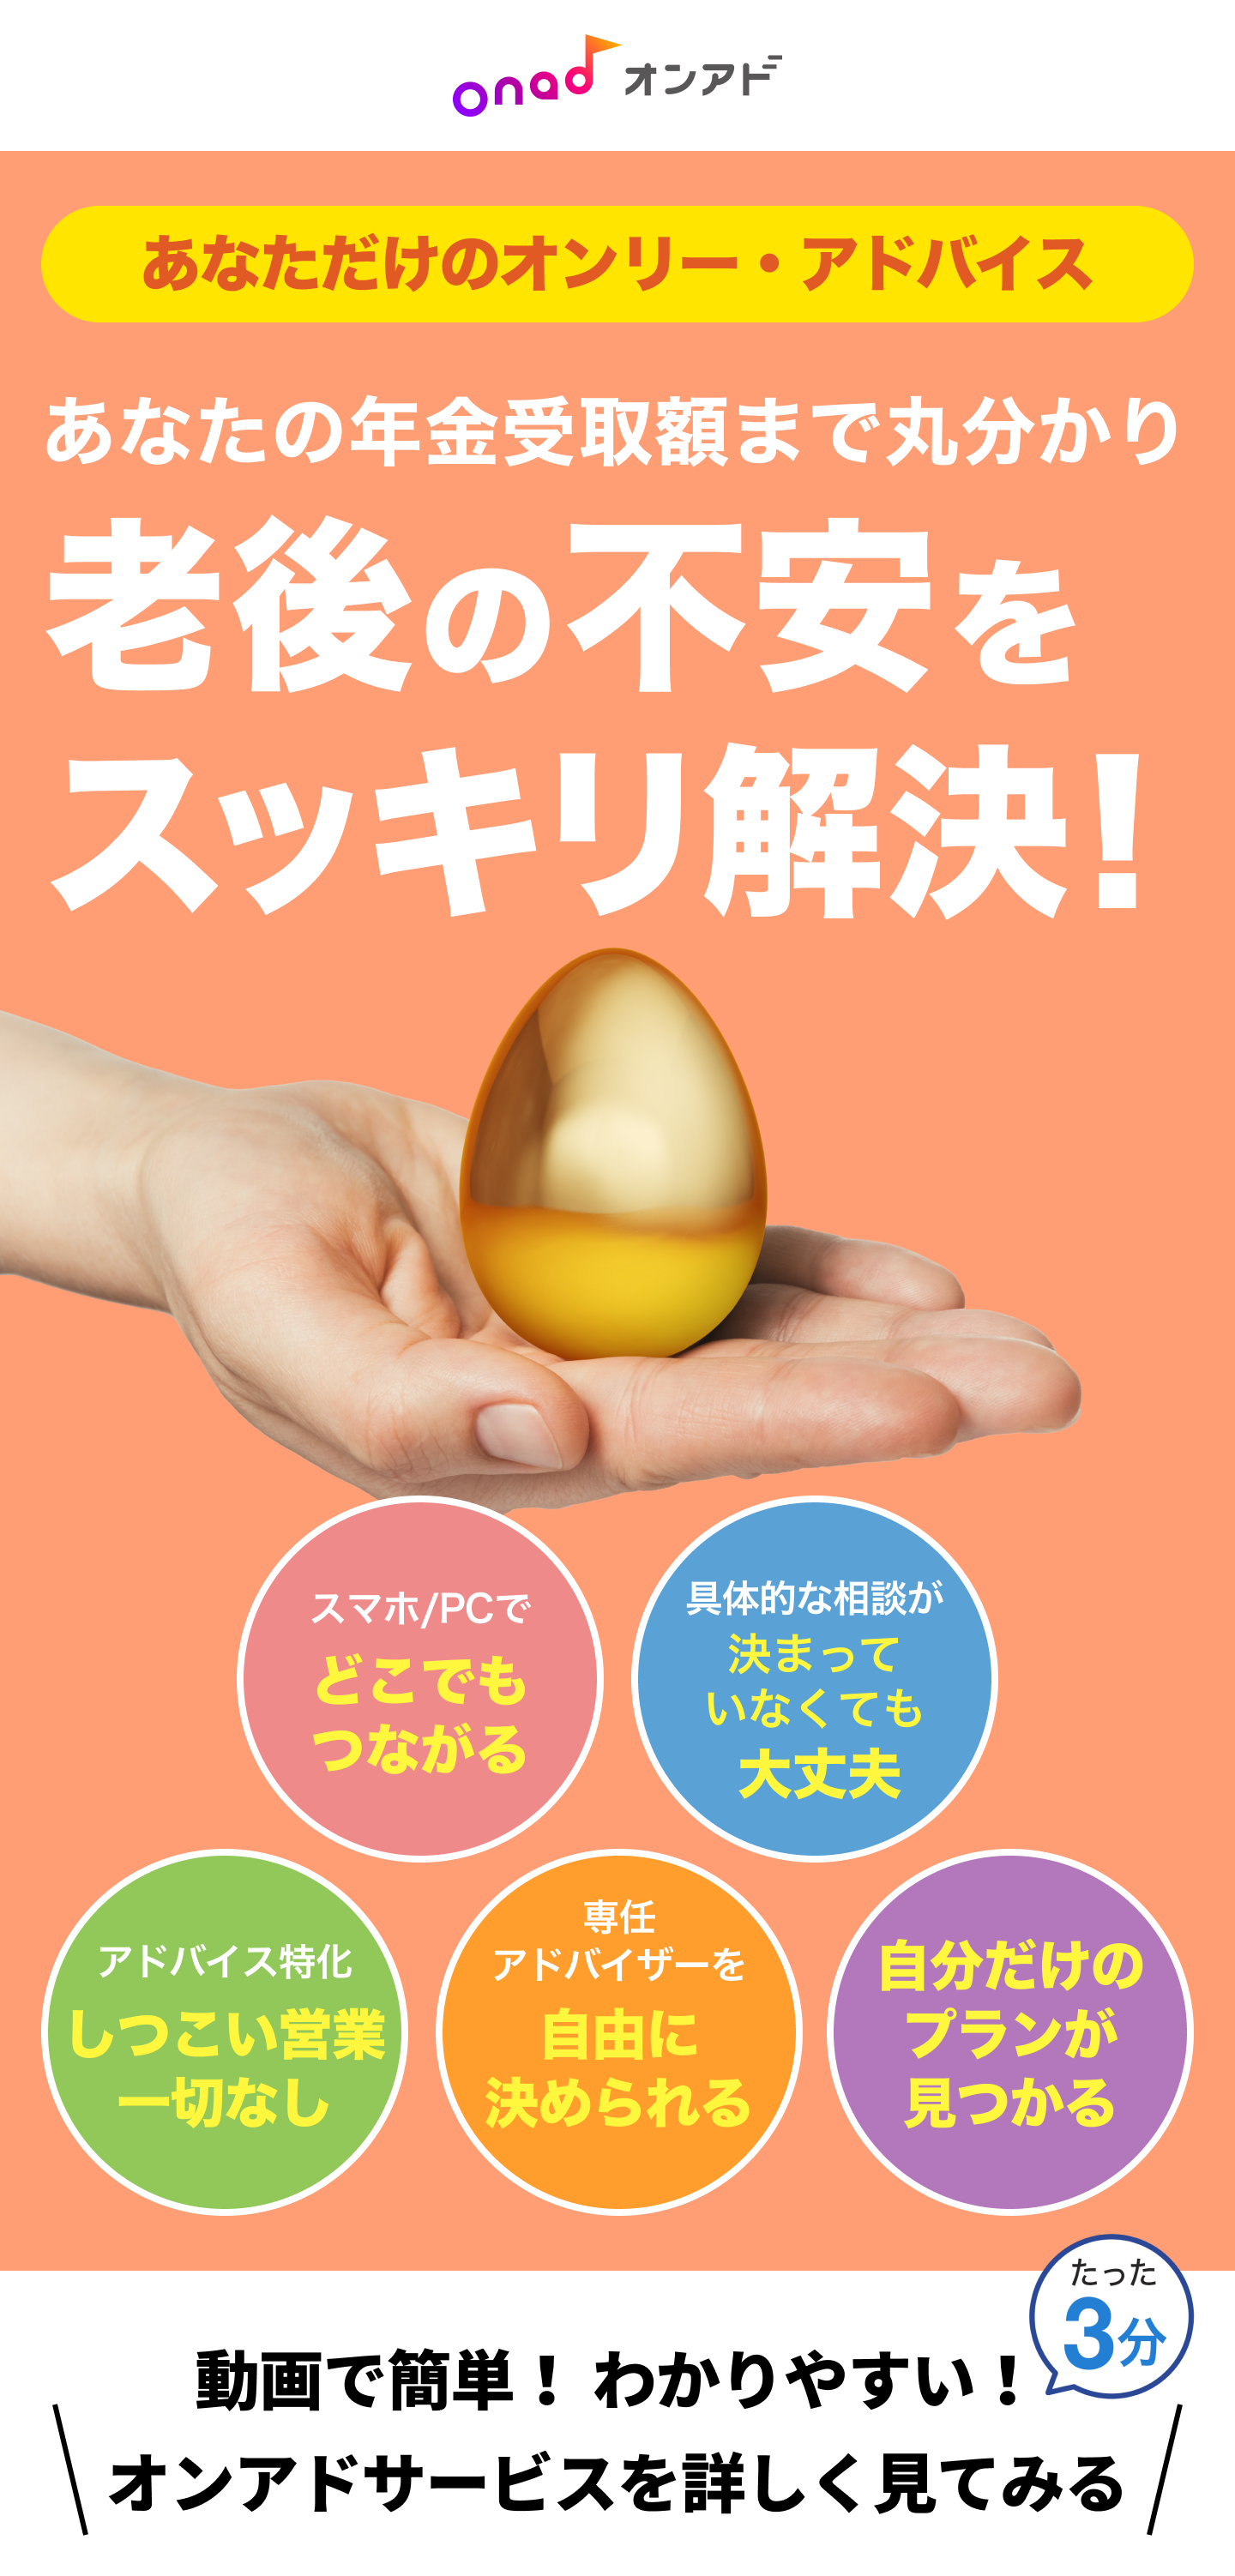 onad オンアド
あなただけのオンリー・アドバイス
あなたの年金受取額まで丸分かり
老後の不安を
スッキリ解決!
スマホ/PCで
どこでも
つながる
具体的な相談が
決まって
いなくても
大丈夫
アドバイス特化
しつこい営業
一切なし
専任
アドバイザーを
自由に
決められる
自分だけの
プランが
見つかる
たった
3分
動画で簡単！わかりやすい！
オンアドサービスを詳しく見てみる